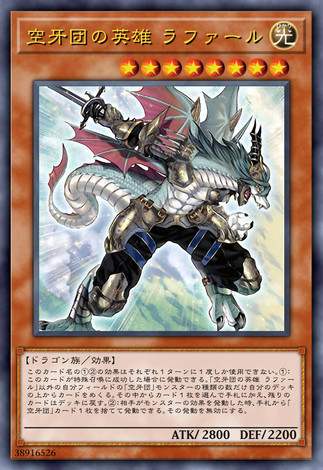 空牙団の英雄 ラファール
光
【ドラゴン族／効果】
このカード名の①②の効果はそれぞれ１ターンに１度しか使用できない。①：
このカードが特殊召喚に成功した場合に発動できる。「空牙団の英雄 ラファー
ル」以外の自分フィールドの「空牙団」モンスターの種類の数だけ自分のデッキ
の上からカードをめくる。その中からカード１枚を選んで手札に加え、残りの
カードはデッキに戻す。②：相手がモンスターの効果を発動した時、手札から「
空牙団」カード１枚を捨てて発動できる。その発動を無効にする。
ATK/ 2800 DEF/2200
38916526